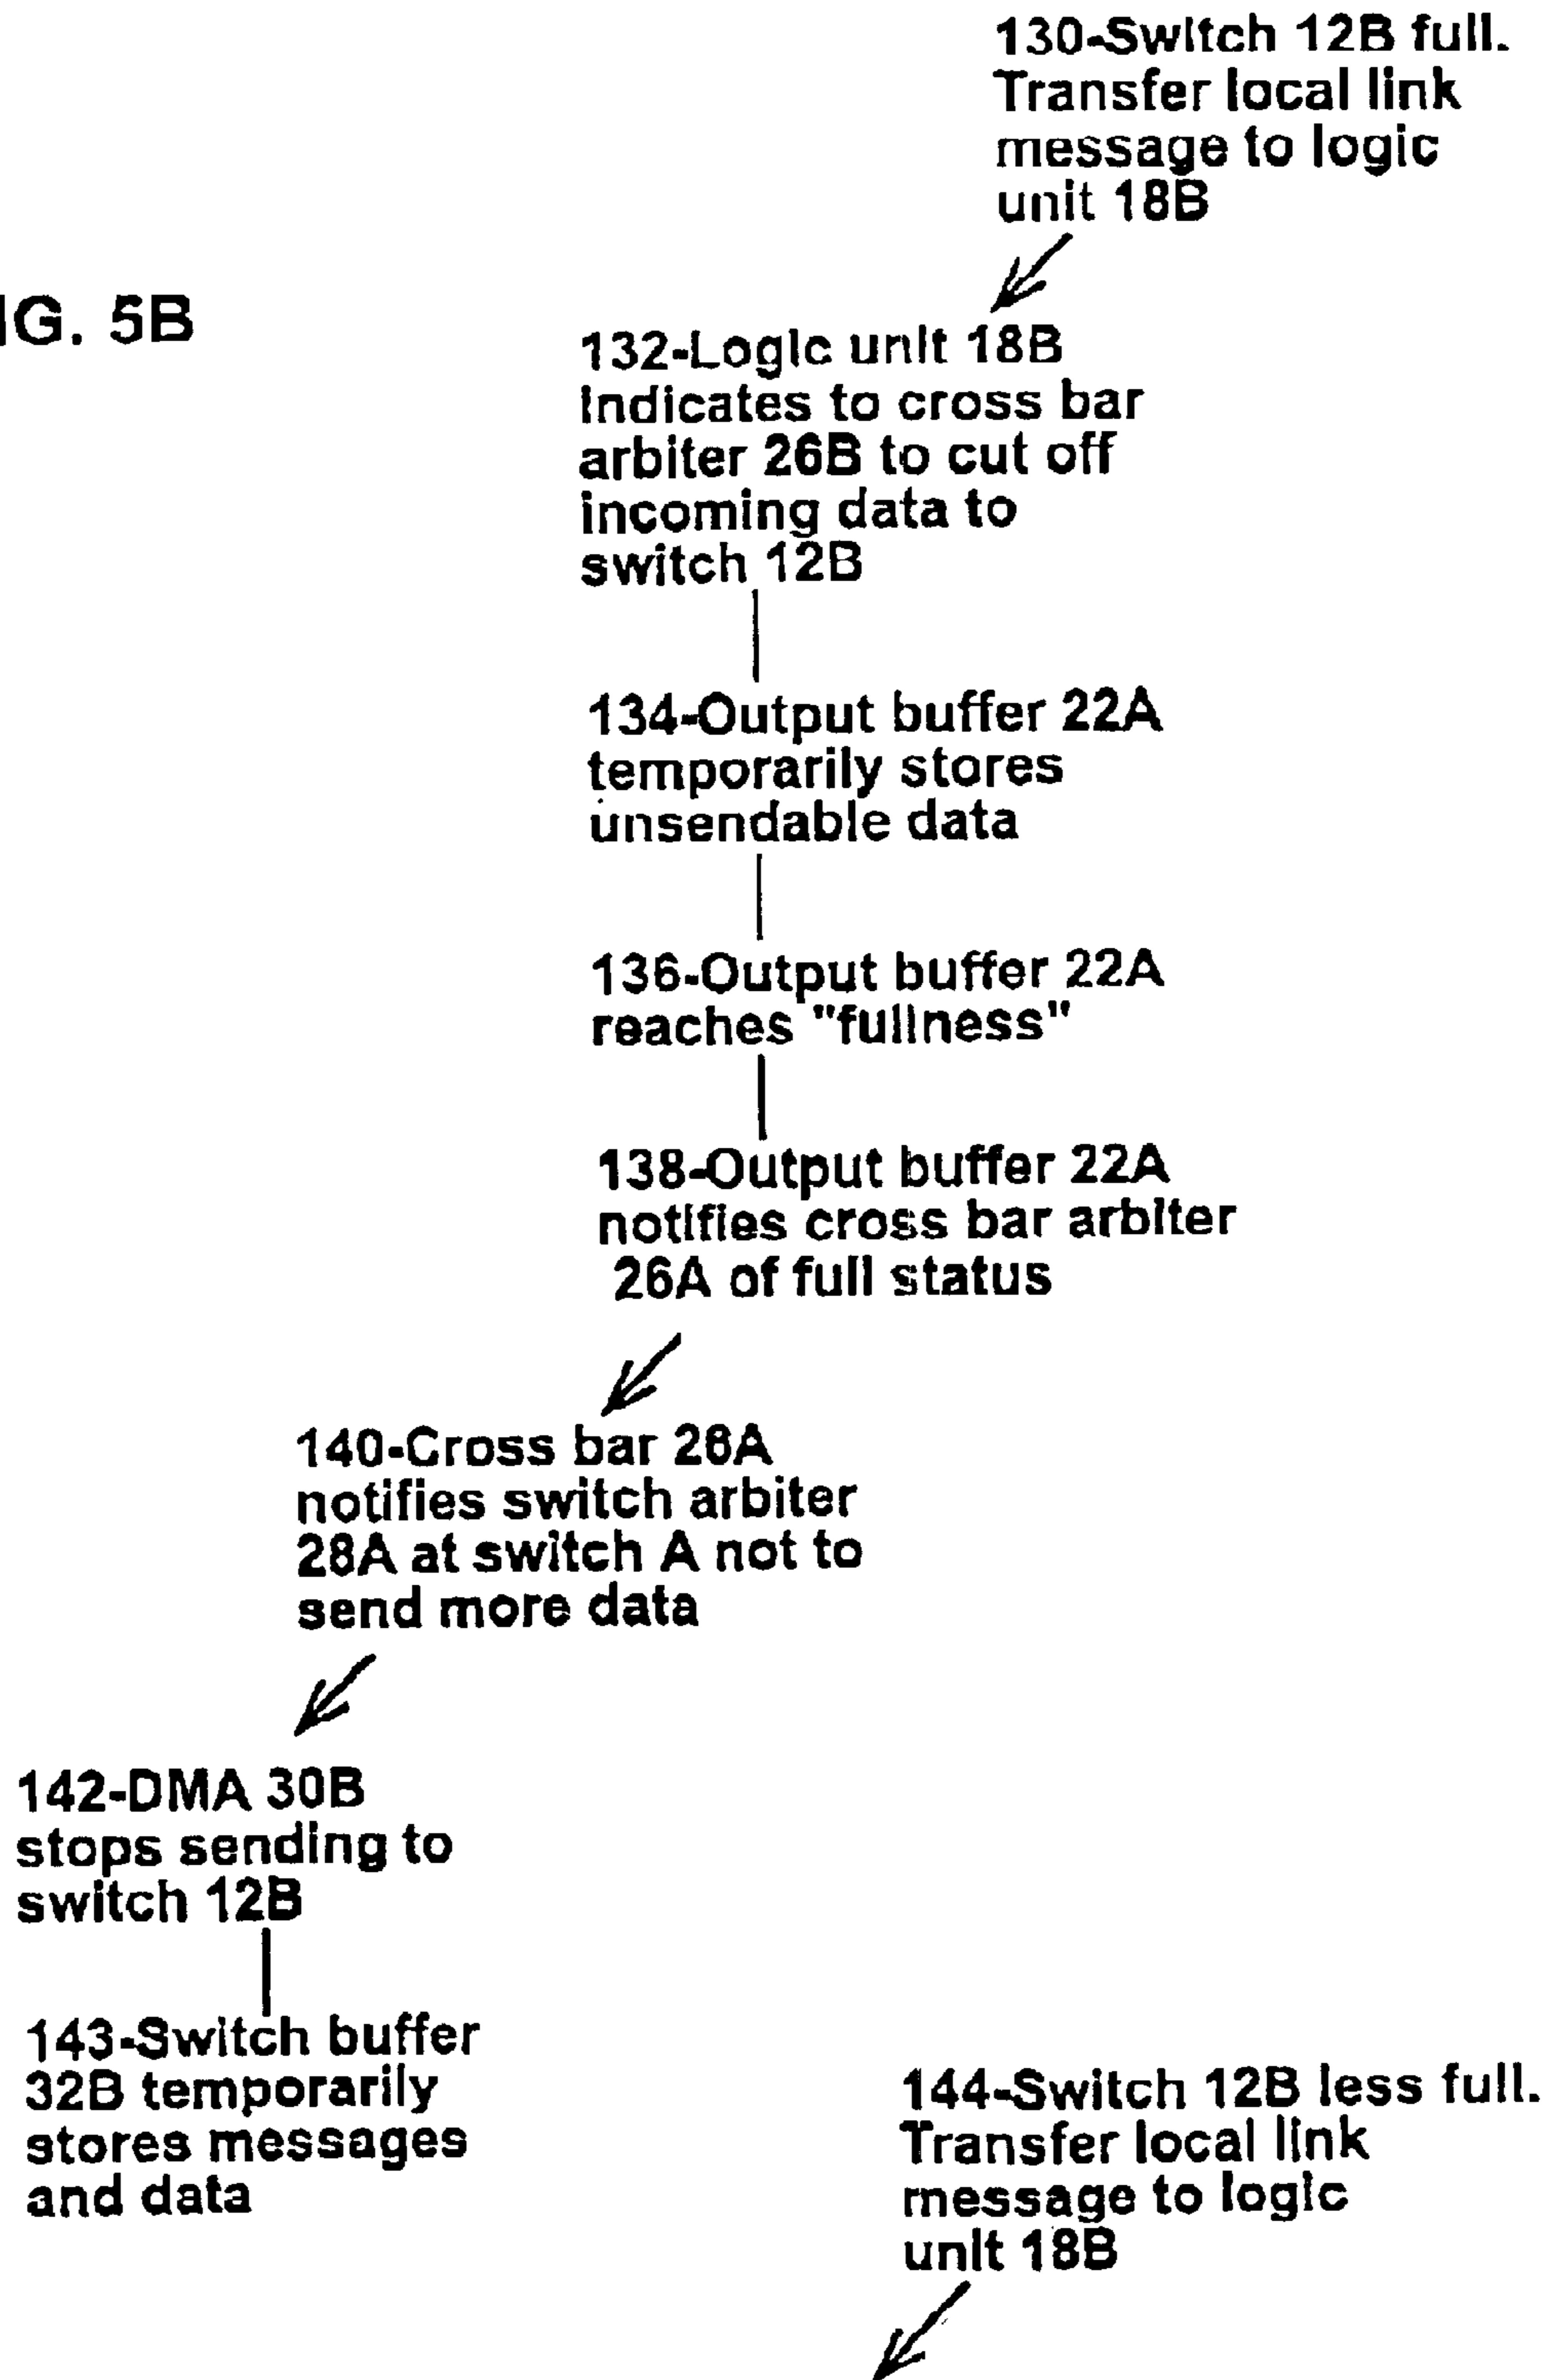 130-Switch 12B full.
Transfer local link
message to logic
unit 18B
IG. 5B
132-Logic unit 18B
indicates to cross bar
arbiter 26B to cut off
incoming data to
switch 12B
134-Output buffer 22A
temporarily stores
unsendable data
136-Output buffer 22A
reaches "fullness"
138-Output buffer 22A
notifies cross bar arbiter
26A of full status
140-Cross bar 26A
notifies switch arbiter
28A at switch A not to
send more data
142-DMA 30B
stops sending to
switch 12B
143-Switch buffer
32B temporarily
stores messages
and data
144-Switch 12B less full.
Transfer local link
message to logic
unit 18B